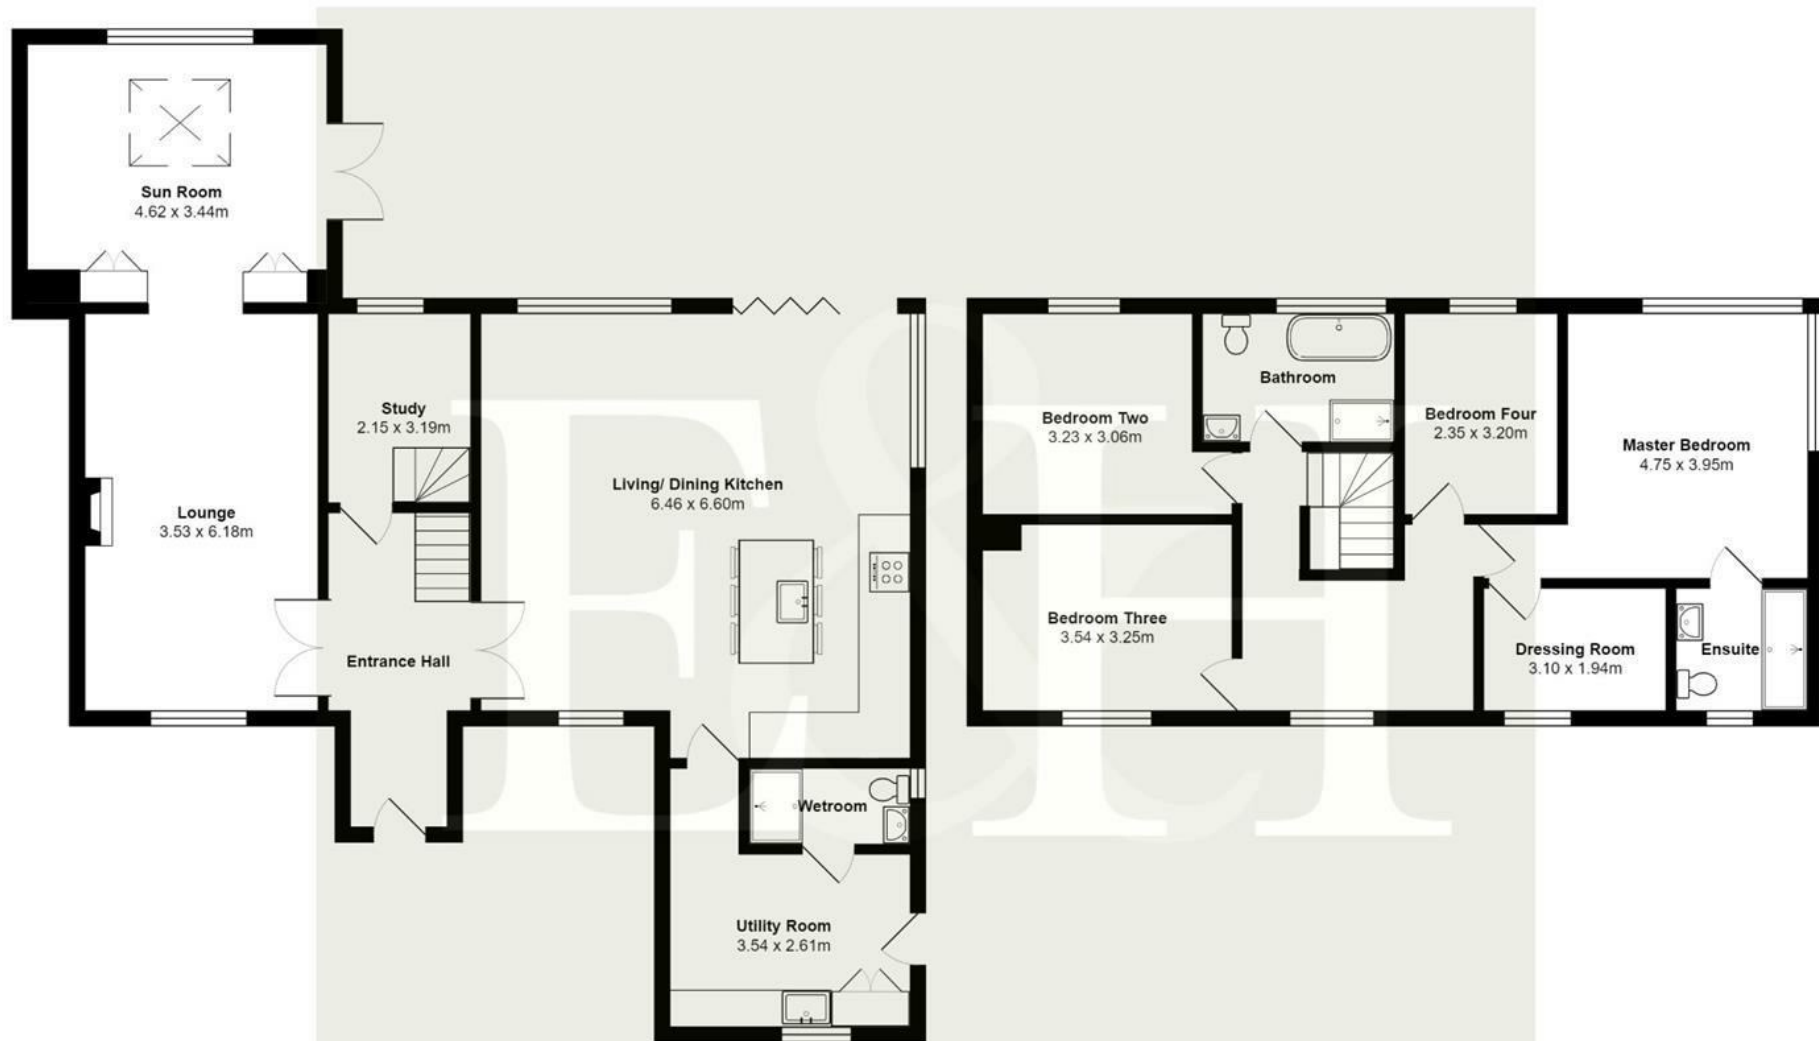 Sun Room
4.62 x 3.44m
Study
2.15 x 3.19m
Lounge
3.53 x 6.18m
Living/ Dining Kitchen
6.46 x 6.60m
Entrance Hall
Wetroom
Utility Room
3.54 x 2.61m
Bedroom Two
3.23 x 3.06m
Bathroom
Bedroom Four
2.35 x 3.20m
Master Bedroom
4.75 x 3.95m
Bedroom Three
3.54 x 3.25m
Dressing Room
3.10 x 1.94m
Ensuite
E&H